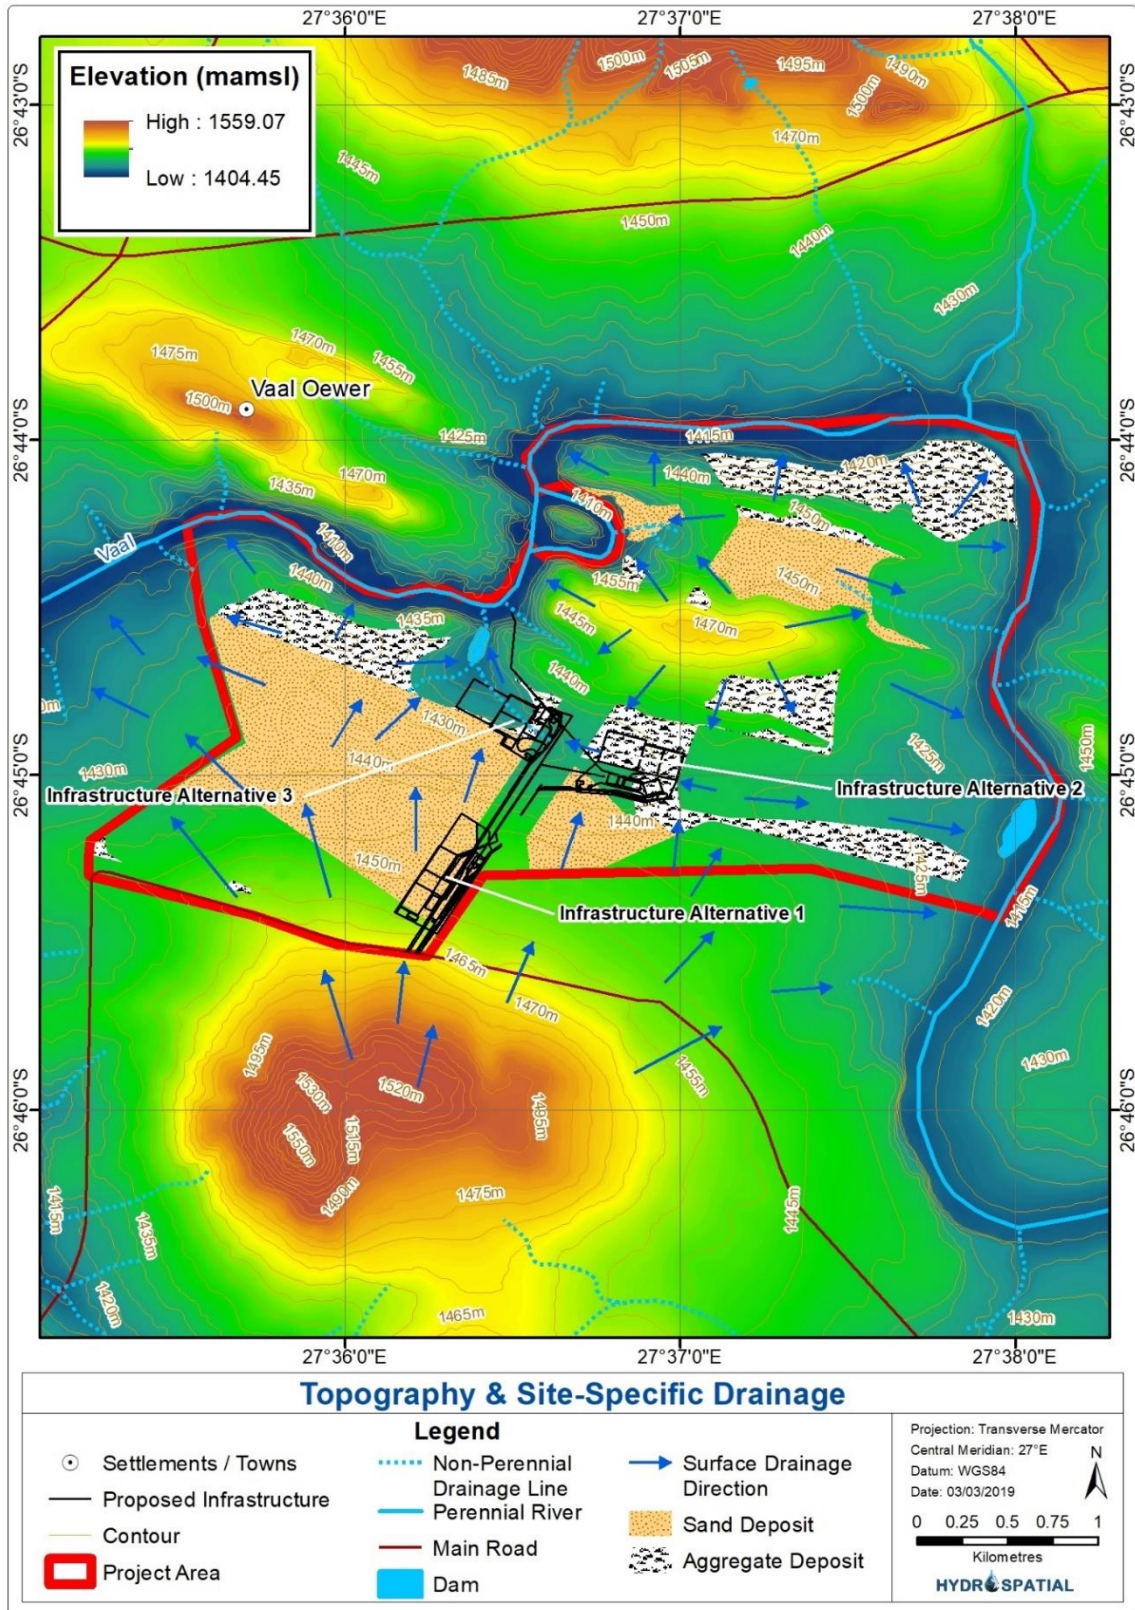 27°36'0"E
27°37'0"E
27°38'0"E
Elevation (mamsl)
High : 1559.07
Low : 1404.45
26°43'0"S
26°43'0"S
1485m
1500m
1505m
1495m
1490m
1500m
1470m
1445m
1450m
1440m
1430m
1475m
1470m
1455m
Vaal Oewer
1500m
1425m
1415m
26°44'0"S
26°44'0"S
1470m
1435m
1440m
1420m
1410m
1450m
Vaal
1410m
1440m
1455m
1450m
1445m
1470m
1435m
1440m
1430m
1440m
1425m
1450m
1430m
26°45'0"S
26°45'0"S
Infrastructure Alternative 3
Infrastructure Alternative 2
1440m
1450m
1425m
Infrastructure Alternative 1
1415m
1465m
1470m
1420m
1495m
1530m
1520m
1455m
1430m
26°46'0"S
26°46'0"S
1550m
1515m
1495m
1490m
1475m
1415m
1435m
1445m
1420m
1465m
1430m
27°36'0"E
27°37'0"E
27°38'0"E
Topography & Site-Specific Drainage
Legend
Settlements / Towns
Proposed Infrastructure
Contour
Project Area
Non-Perennial
Drainage Line
Perennial River
Main Road
Dam
Surface Drainage
Direction
Sand Deposit
Aggregate Deposit
Projection: Transverse Mercator
Central Meridian: 27°E
Datum: WGS84
Date: 03/03/2019
N
0 0.25 0.5 0.75 1
Kilometres
HYDROSPATIAL